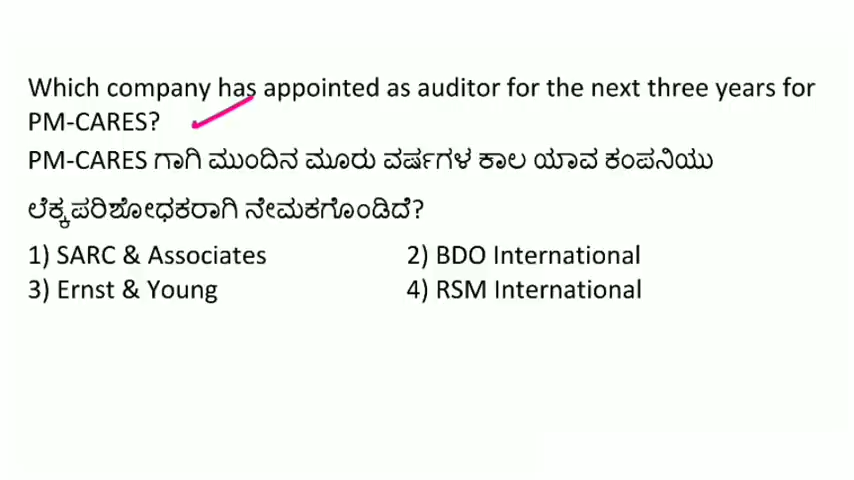 Which company has appointed as auditor for the next three years for
PM-CARES?
PM-CARES ಗಾಗಿ ಮುಂದಿನ ಮೂರು ವರ್ಷಗಳ ಕಾಲ ಯಾವ ಕಂಪನಿಯು
ಲೆಕ್ಕಪರಿಶೋಧಕರಾಗಿ ನೇಮಕಗೊಂಡಿದೆ?
1) SARC & Associates 2) BDO International
3) Ernst & Young 4) RSM International